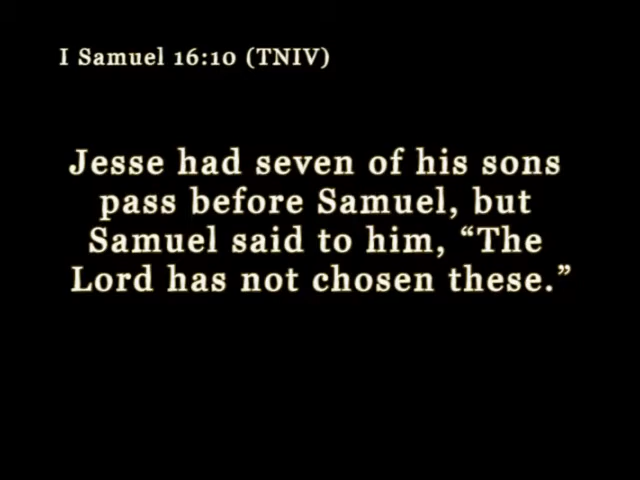 I Samuel 16:10 (TNIV)
Jesse had seven of his sons
pass before Samuel, but
Samuel said to him, “The
Lord has not chosen these.”